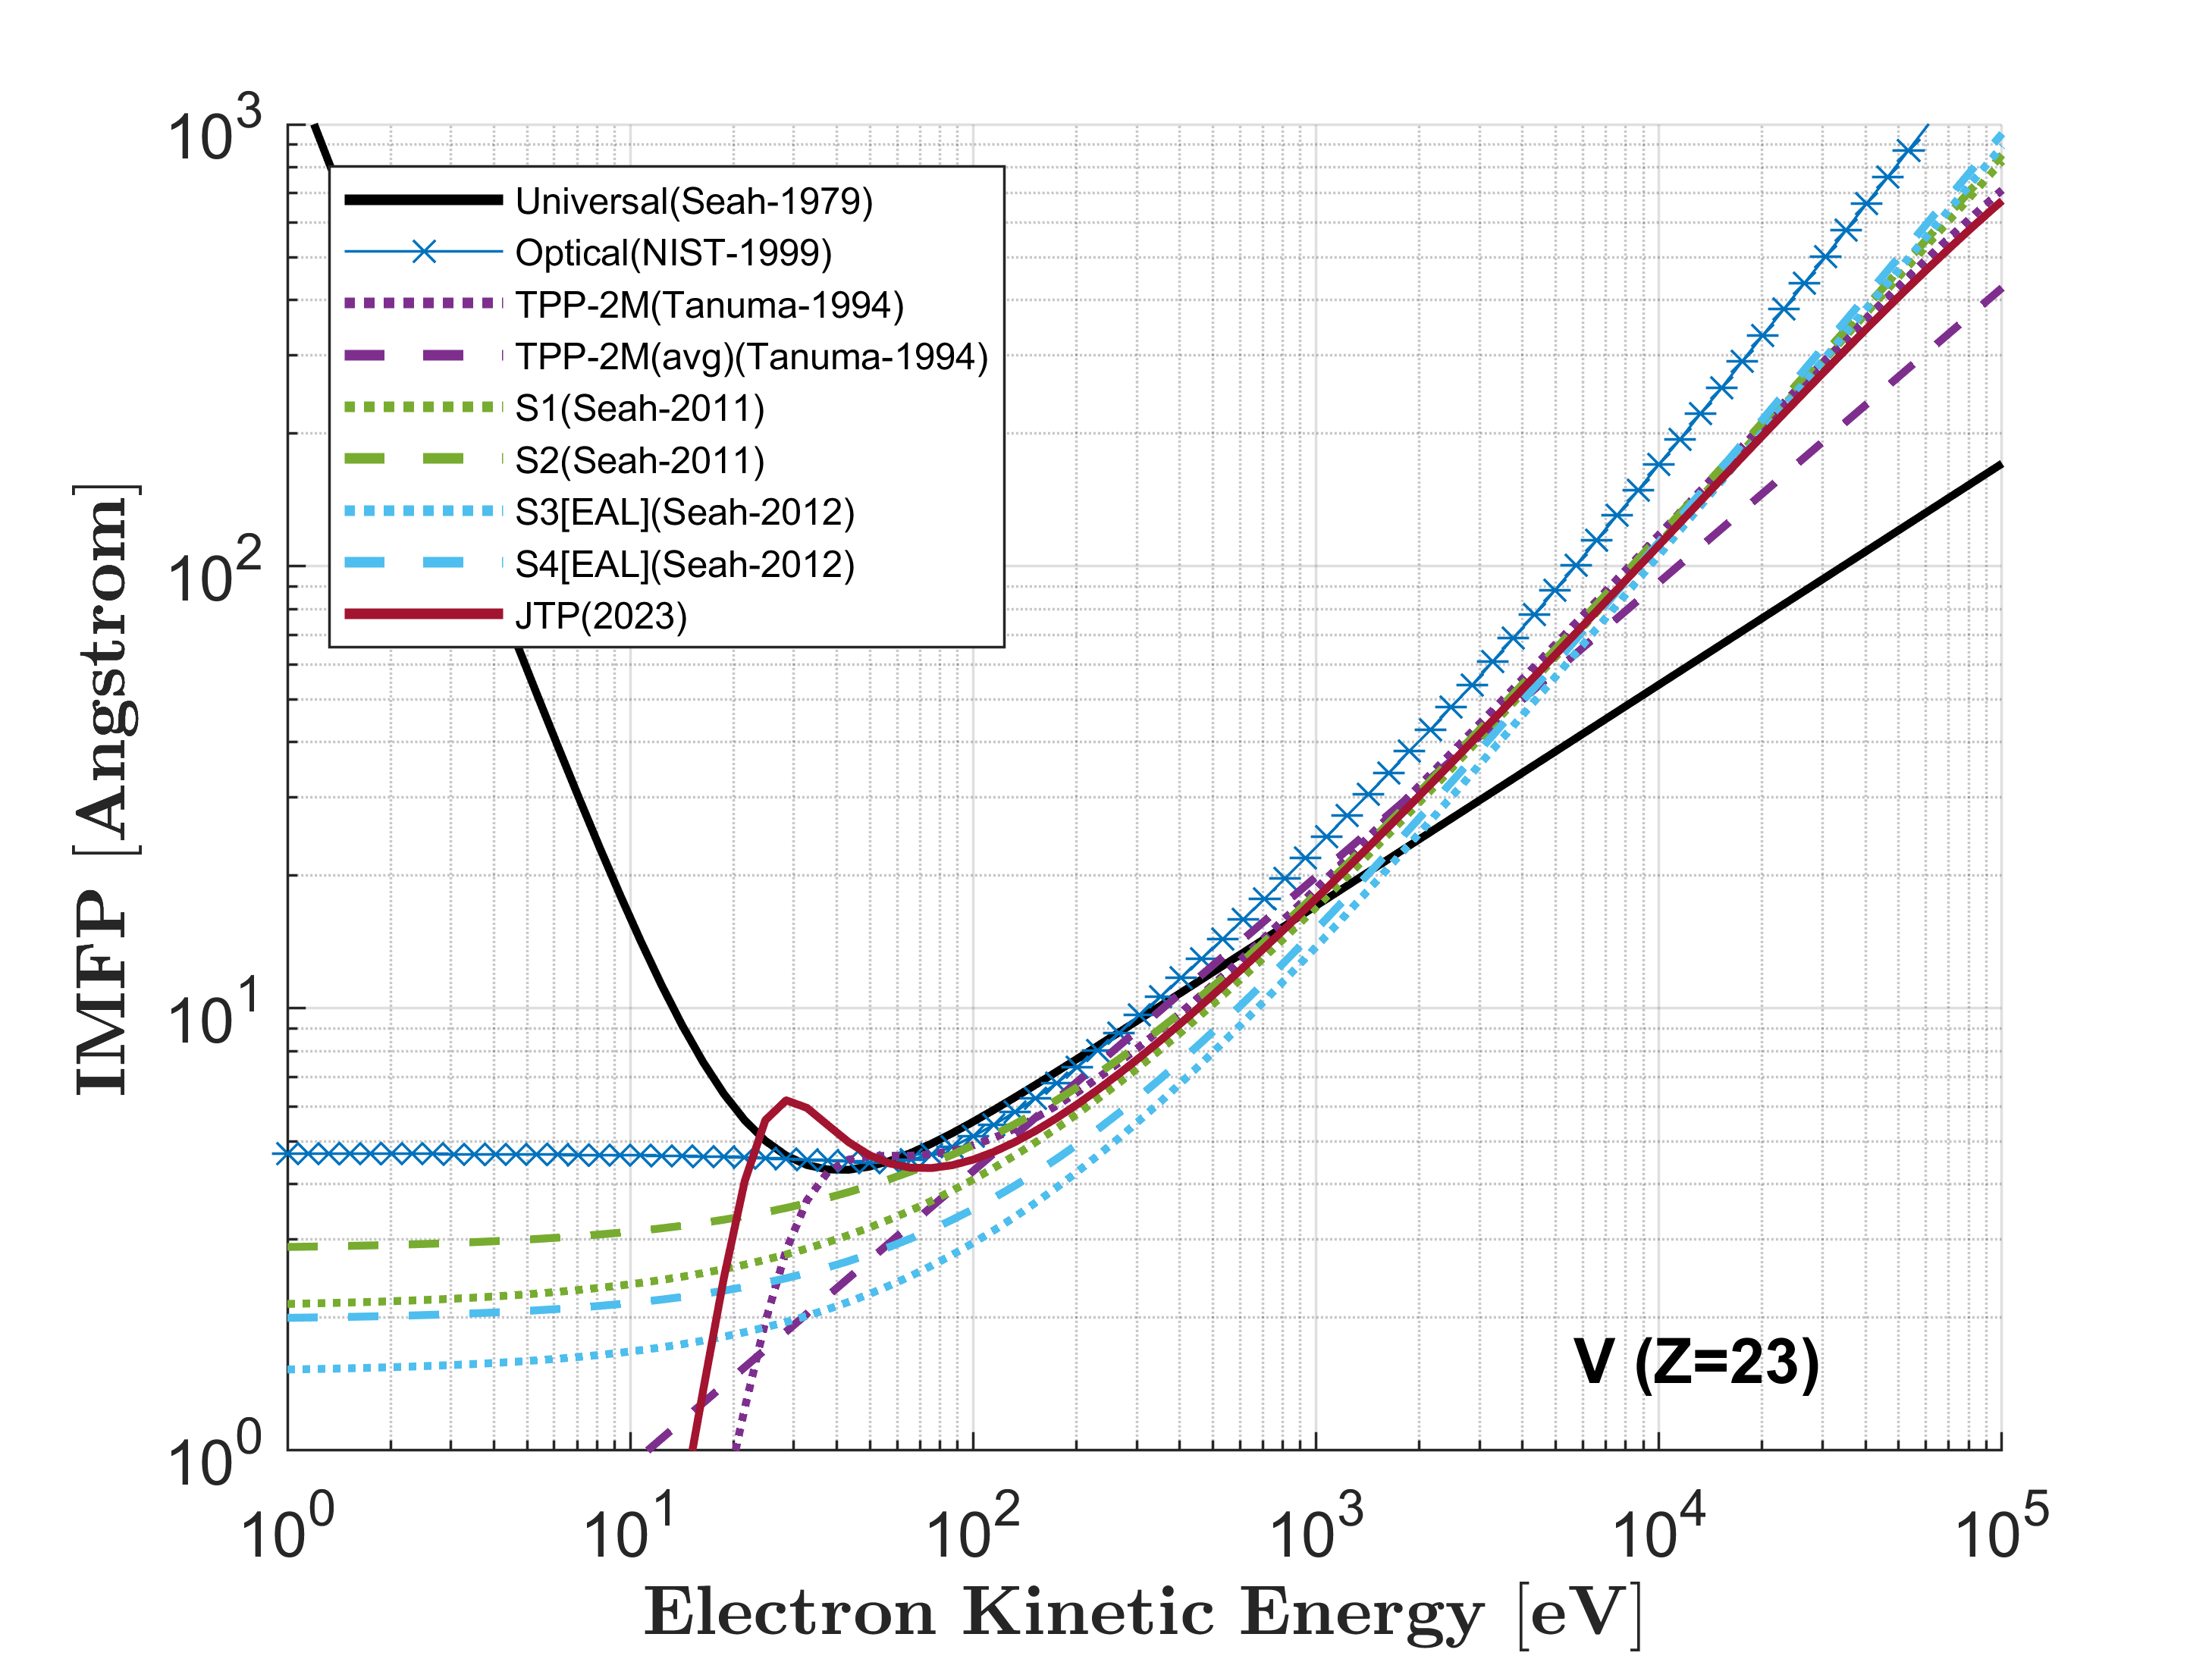 10^3
10^2
10^1
10^0
IMFP [Angstrom]
Universal(Seah-1979)
Optical(NIST-1999)
TPP-2M(Tanuma-1994)
TPP-2M(avg)(Tanuma-1994)
S1(Seah-2011)
S2(Seah-2011)
S3[EAL](Seah-2012)
S4[EAL](Seah-2012)
JTP(2023)
V (Z=23)
10^0 10^1 10^2 10^3 10^4 10^5
Electron Kinetic Energy [eV]